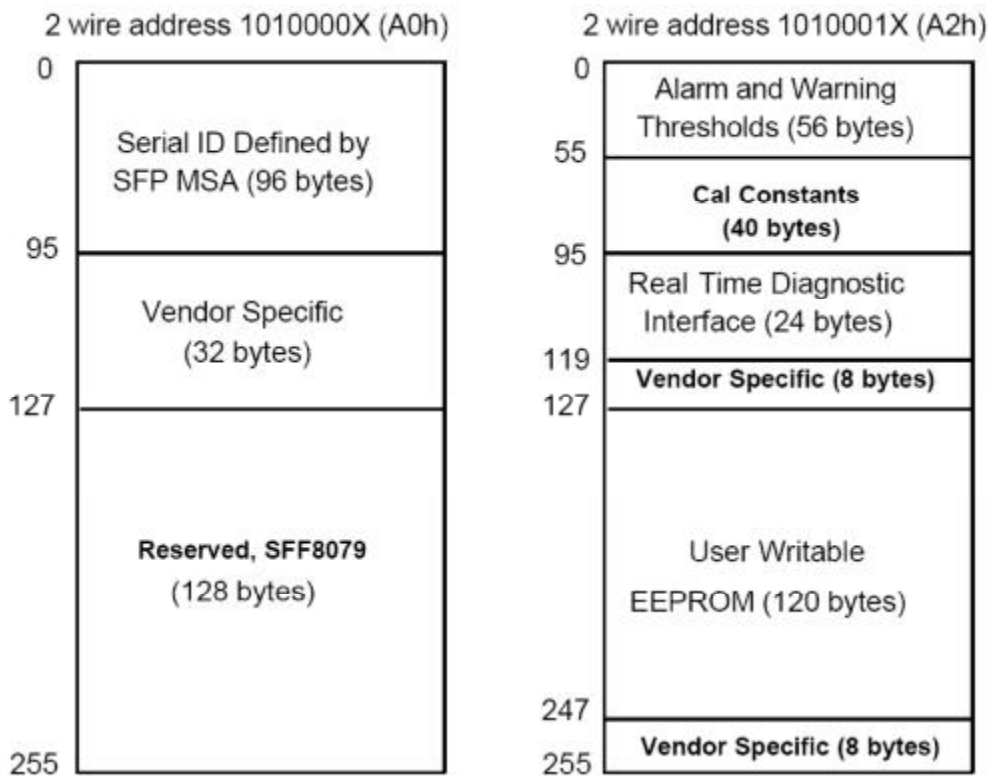 2 wire address 1010000X (A0h)
0
Serial ID Defined by
SFP MSA (96 bytes)
95
Vendor Specific
(32 bytes)
127
Reserved, SFF8079
(128 bytes)
255
2 wire address 1010001X (A2h)
0
Alarm and Warning
Thresholds (56 bytes)
55
Cal Constants
(40 bytes)
95
Real Time Diagnostic
Interface (24 bytes)
119
Vendor Specific (8 bytes)
127
User Writable
EEPROM (120 bytes)
247
Vendor Specific (8 bytes)
255